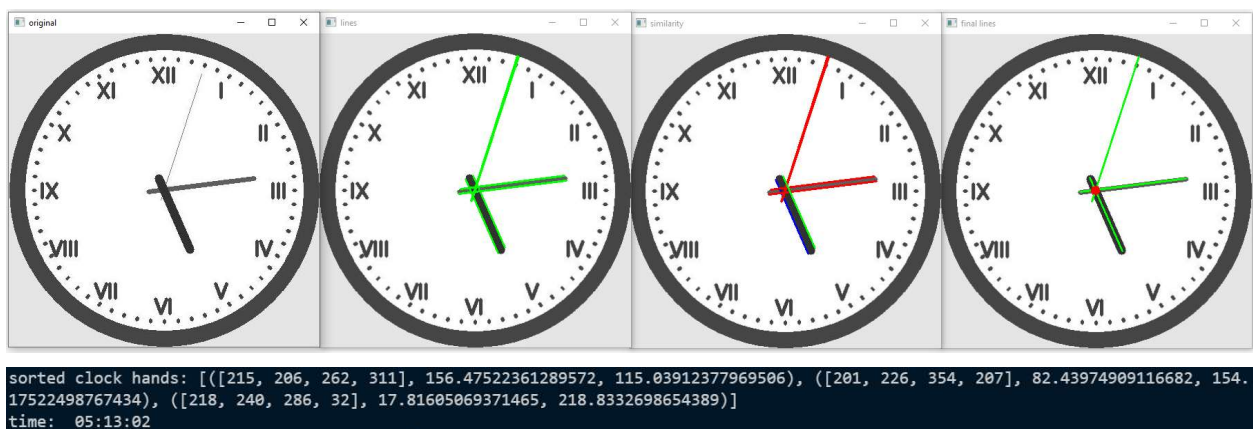 original
lines
similarity
final lines
XII
I
II
III
IV
V
VI
VII
VIII
IX
X
XI
XII
I
II
III
IV
V
VI
VII
VIII
IX
X
XI
XII
I
II
III
IV
V
VI
VII
VIII
IX
X
XI
XII
I
II
III
IV
V
VI
VII
VIII
IX
X
XI
sorted clock hands: [([215, 206, 262, 311], 156.47522361289572, 115.03912377969506), ([201, 226, 354, 207], 82.43974909116682, 154.
17522498767434), ([218, 240, 286, 32], 17.81605069371465, 218.8332698654389)]
time:  05:13:02